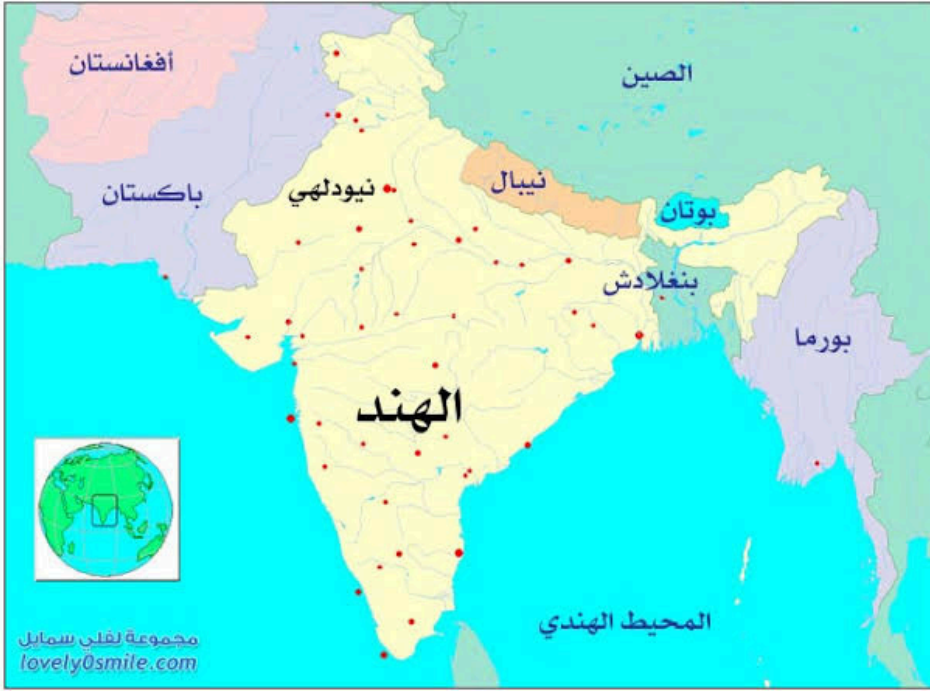 أفغانستان
الصين
باكستان
نيودلهي
نيبال
بوتان
بنغلادش
بورما
الهند
المحيط الهندي
مجموعة لفلي سمايل
lovely0smile.com